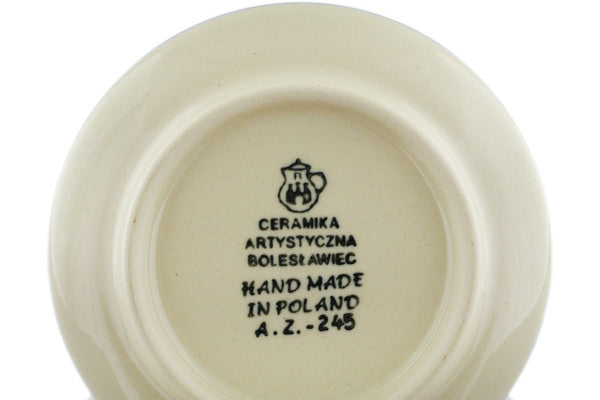 CERAMIKA
ARTYSTYCZNA
BOLESŁAWIEC
HAND MADE
IN POLAND
A.Z.-245